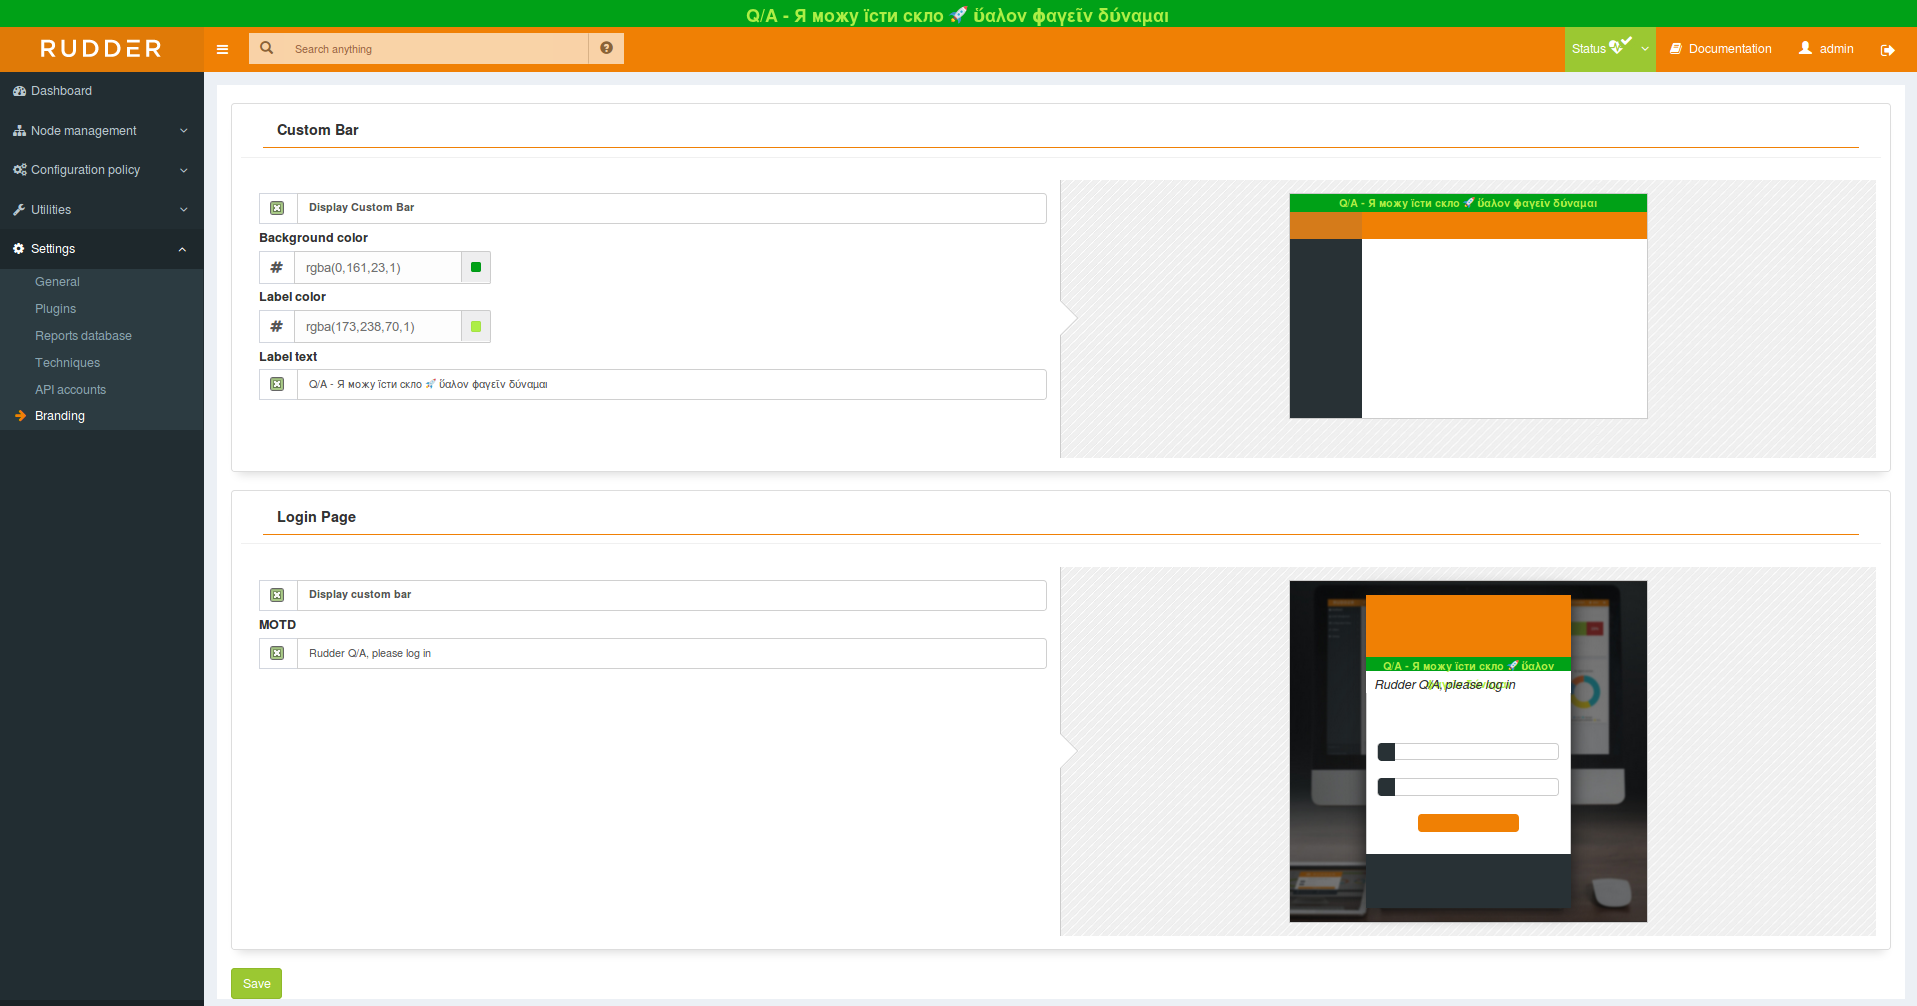 Q/A - Я можу їсти скло 🚀 ὕαλον ϕαγεῖν δύναμαι
RUDDER
Search anything
Status
Documentation
admin
Dashboard
Node management
Configuration policy
Utilities
Settings
General
Plugins
Reports database
Techniques
API accounts
Branding
Custom Bar
Display Custom Bar
Background color
# rgba(0,161,23,1)
Label color
# rgba(173,238,70,1)
Label text
Q/A - Я можу їсти скло 🚀 ὕαλον ϕαγεῖν δύναμαι
Q/A - Я можу їсти скло 🚀 ὕαλον ϕαγεῖν δύναμαι
Login Page
Display custom bar
MOTD
Rudder Q/A, please log in
Q/A - Я можу їсти скло 🚀 ὕαλον
Rudder Q/A, please log in
Save